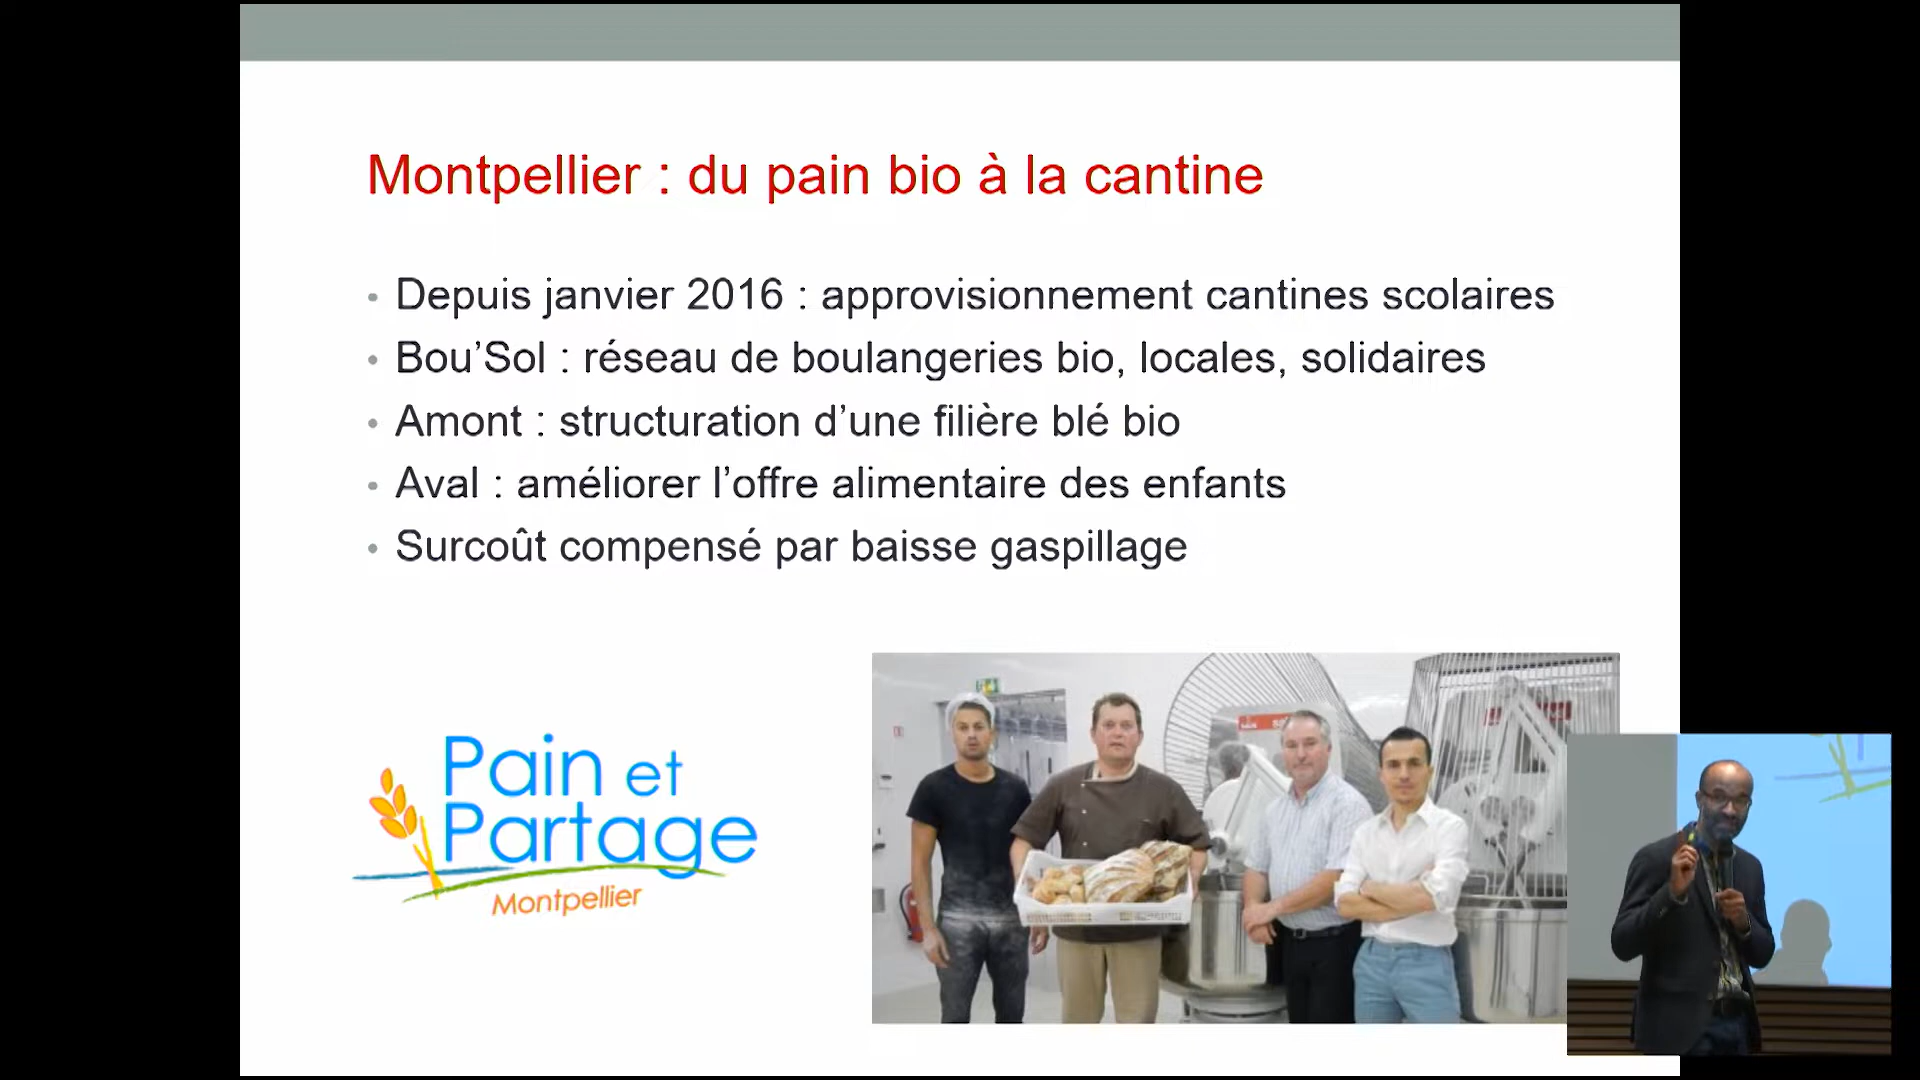 Montpellier : du pain bio à la cantine
• Depuis janvier 2016 : approvisionnement cantines scolaires
• Bou’Sol : réseau de boulangeries bio, locales, solidaires
• Amont : structuration d’une filière blé bio
• Aval : améliorer l’offre alimentaire des enfants
• Surcoût compensé par baisse gaspillage
Pain et
Partage
Montpellier